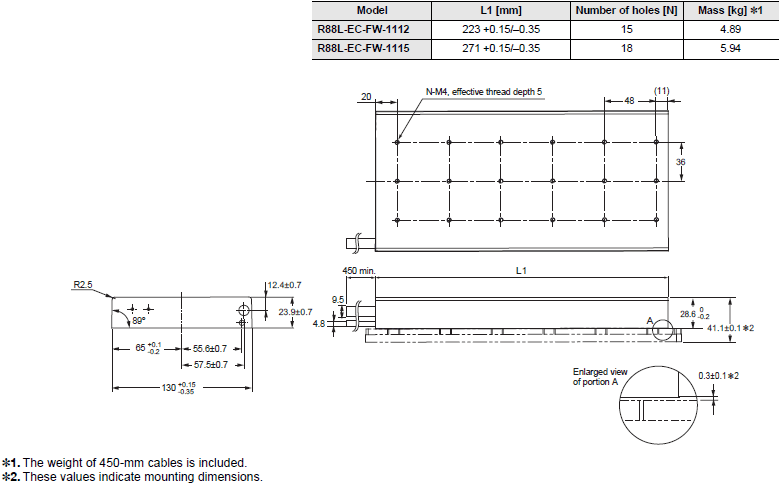 Model L1 [mm] Number of holes [N] Mass [kg] *1
R88L-EC-FW-1112 223 +0.15/–0.35 15 4.89
R88L-EC-FW-1115 271 +0.15/–0.35 18 5.94
20 N-M4, effective thread depth 5 (11)
48
36
450 min. L1
R2.5 12.4±0.7
9.5 23.9±0.7
4.8 A 28.6 0 -0.2
89° 41.1±0.1 *2
65 +0.1 -0.2 55.6±0.7
57.5±0.7
130 +0.15 -0.35
Enlarged view
of portion A
0.3±0.1 *2
*1. The weight of 450-mm cables is included.
*2. These values indicate mounting dimensions.